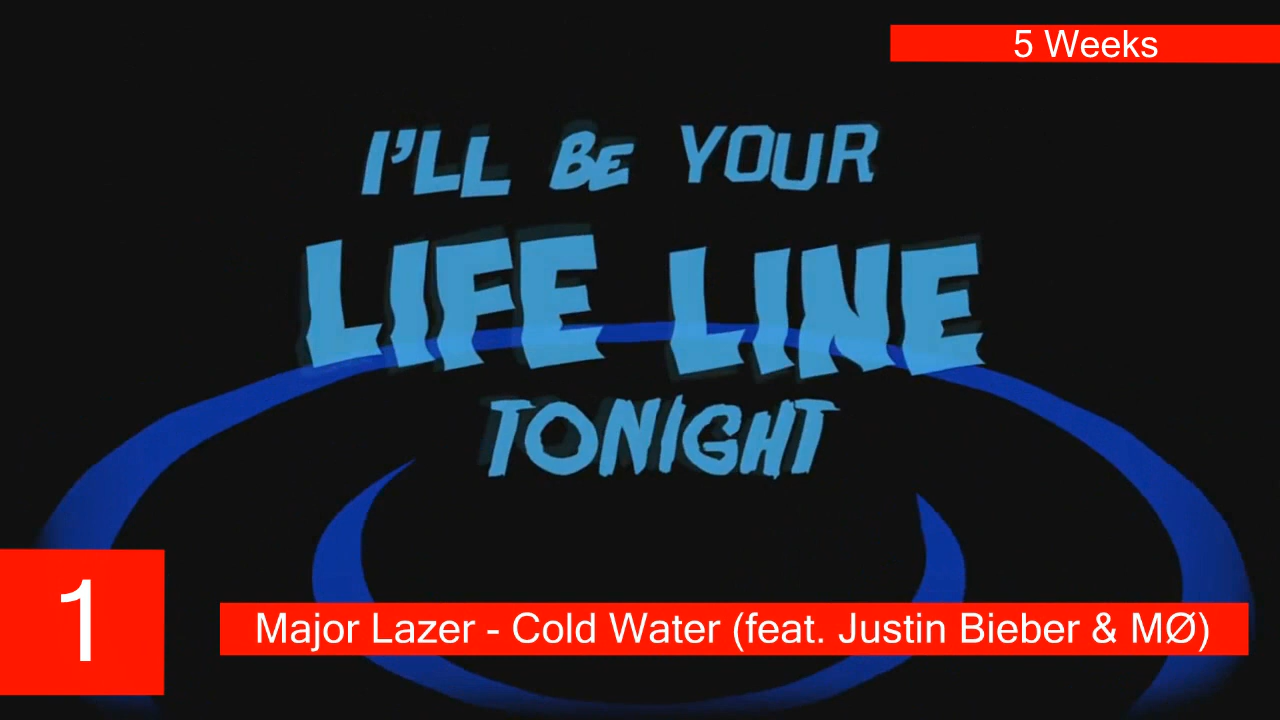 5 Weeks
I'LL BE YOUR
LIFE LINE
TONIGHT
1
Major Lazer - Cold Water (feat. Justin Bieber & MØ)